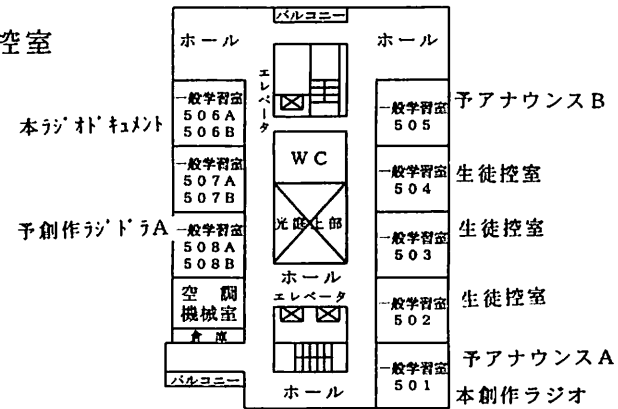 控室
バルコニー
ホール
ホール
エレベータ
一般学習室
506A
506B
本ラジオドキュメント
一般学習室
505
予アナウンスB
WC
一般学習室
507A
507B
一般学習室
504
生徒控室
光庭上部
予創作ラジドラA
一般学習室
508A
508B
一般学習室
503
生徒控室
ホール
エレベータ
空調
機械室
一般学習室
502
生徒控室
倉庫
バルコニー
ホール
一般学習室
501
予アナウンスA
本創作ラジオ